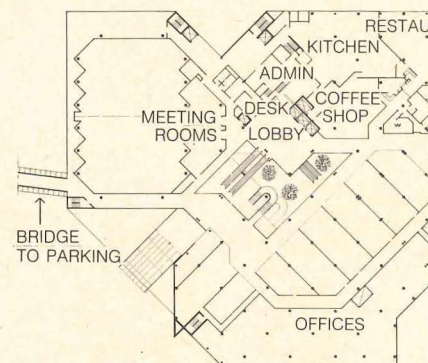 RESTAU
KITCHEN
ADMIN
DESK
COFFEE
SHOP
MEETING
ROOMS
LOBBY
W
BRIDGE
TO PARKING
OFFICES